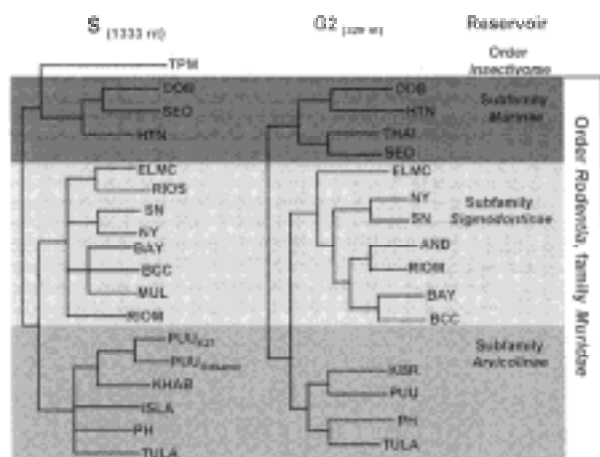 S (1333 nt)
G2 (329 nt)
Reservoir
Order
Insectivorae
TPM
DOB
SEO
HTN
DOB
HTN
THAI
SEO
Subfamily
Murinae
ELMC
RIOS
SN
NY
BAY
BCC
MUL
RIOM
ELMC
NY
SN
AND
RIOM
BAY
BCC
Subfamily
Sigmodontinae
PUU
PUU
KHAB
ISLA
PH
TULA
KBR
PUU
PH
TULA
Subfamily
Arvicolinae
Order Rodentia, family Muridae